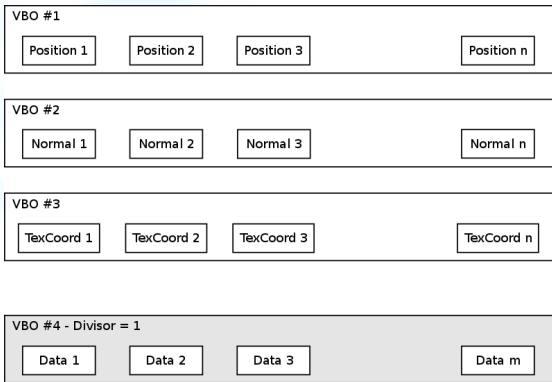 VBO #1
Position 1 Position 2 Position 3 Position n
VBO #2
Normal 1 Normal 2 Normal 3 Normal n
VBO #3
TexCoord 1 TexCoord 2 TexCoord 3 TexCoord n
VBO #4 - Divisor = 1
Data 1 Data 2 Data 3 Data m